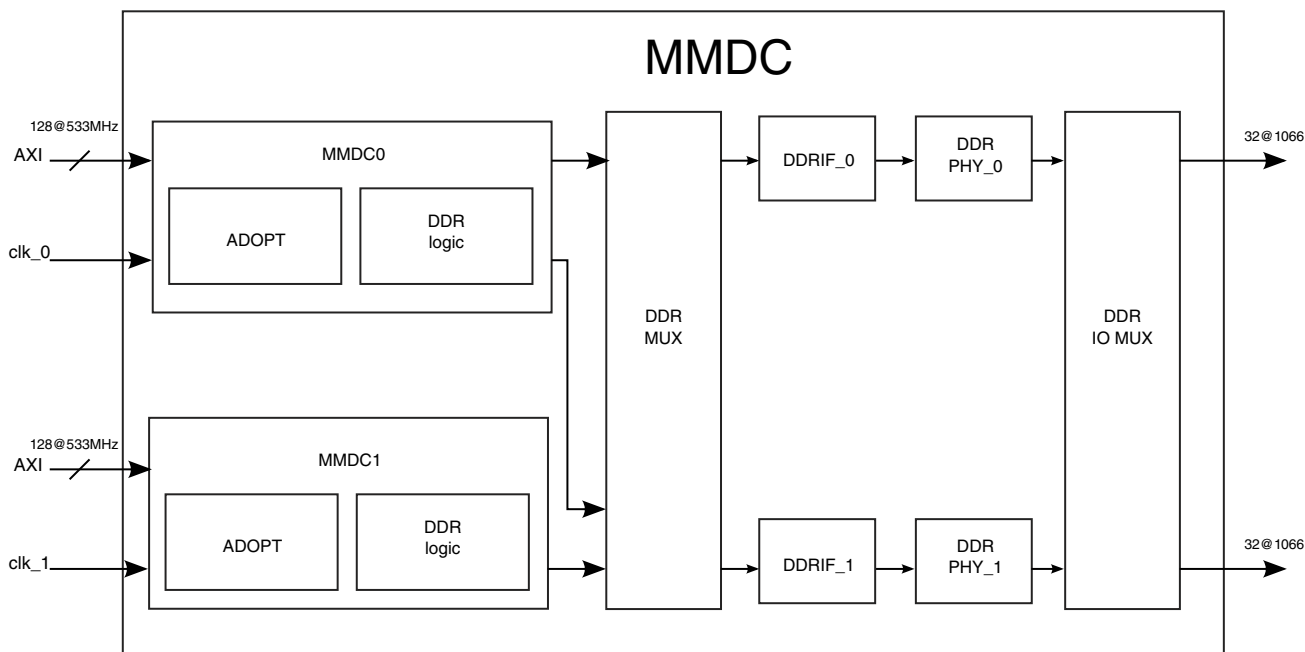 MMDC
128@533MHz
AXI
clk_0
MMDC0
ADOPT
DDR
logic
128@533MHz
AXI
clk_1
MMDC1
ADOPT
DDR
logic
DDR
MUX
DDRIF_0
DDR
PHY_0
DDRIF_1
DDR
PHY_1
DDR
IO MUX
32@1066
32@1066